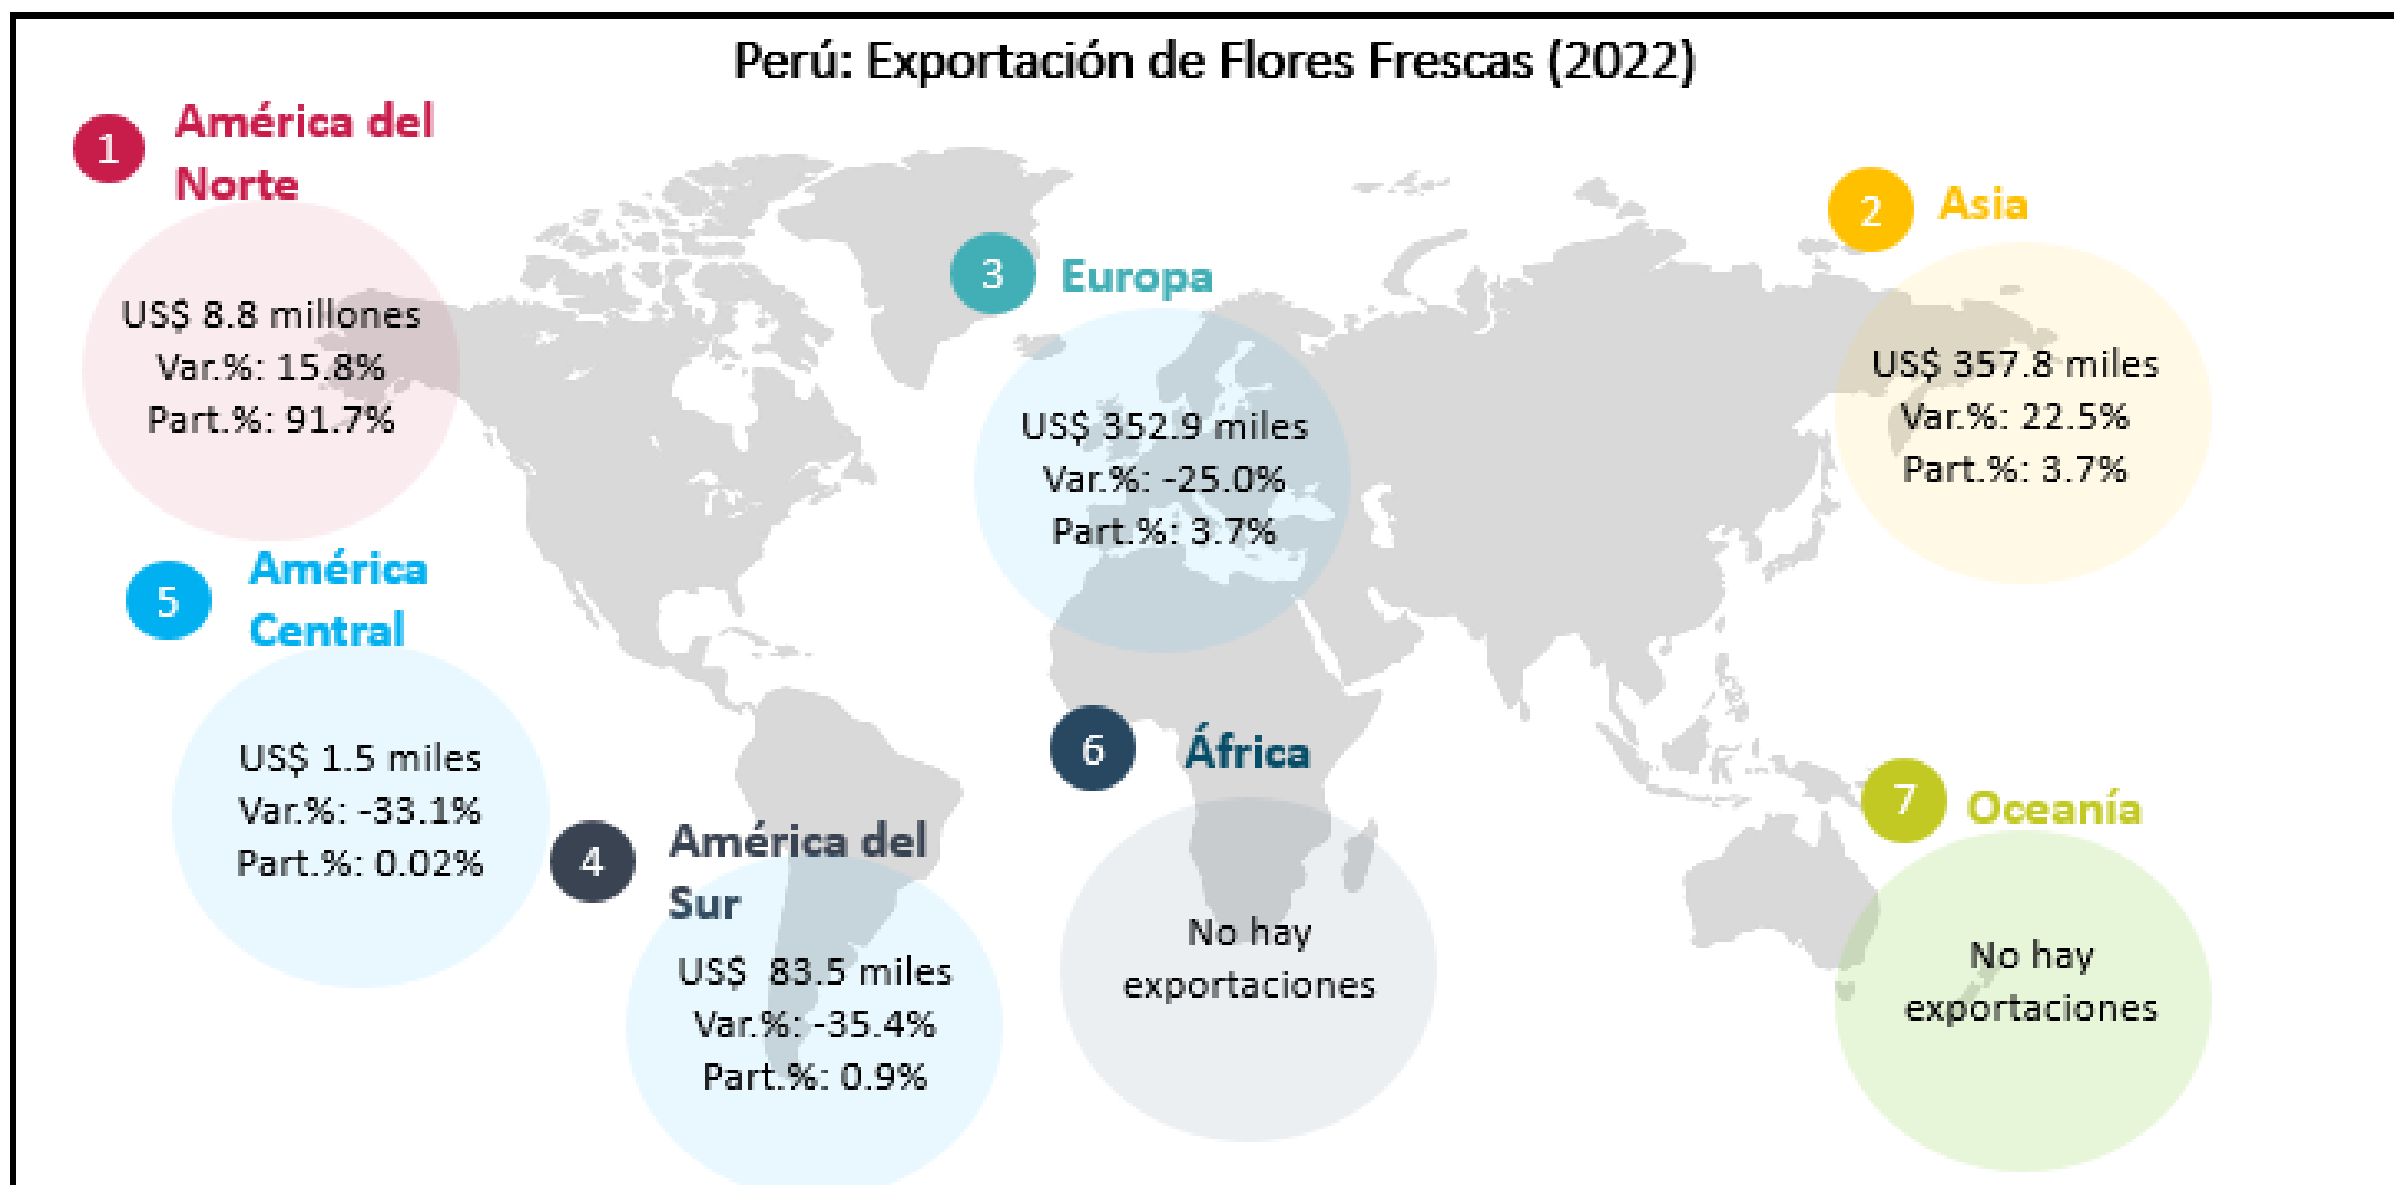 Perú: Exportación de Flores Frescas (2022)
1
América del
Norte
US$ 8.8 millones
Var.%: 15.8%
Part.%: 91.7%
2
Asia
US$ 357.8 miles
Var.%: 22.5%
Part.%: 3.7%
3
Europa
US$ 352.9 miles
Var.%: -25.0%
Part.%: 3.7%
5
América
Central
US$ 1.5 miles
Var.%: -33.1%
Part.%: 0.02%
4
América del
Sur
US$ 83.5 miles
Var.%: -35.4%
Part.%: 0.9%
6
África
No hay
exportaciones
7
Oceanía
No hay
exportaciones